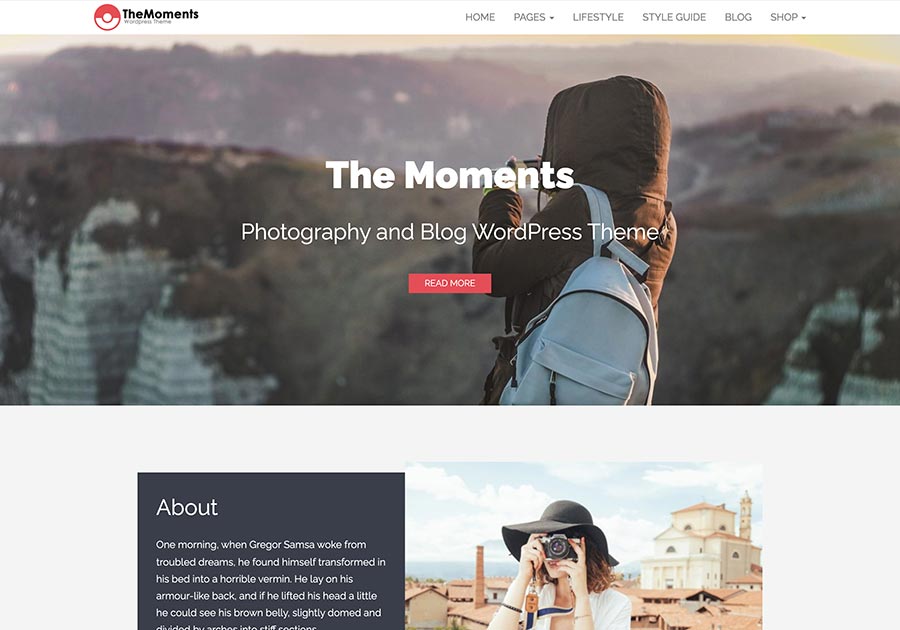 TheMoments
Wordpress Theme
HOME PAGES LIFESTYLE STYLE GUIDE BLOG SHOP
The Moments
Photography and Blog WordPress Theme
READ MORE
About
One morning, when Gregor Samsa woke from
troubled dreams, he found himself transformed in
his bed into a horrible vermin. He lay on his
armour-like back, and if he lifted his head a little
he could see his brown belly, slightly domed and
divided by arches into stiff sections.